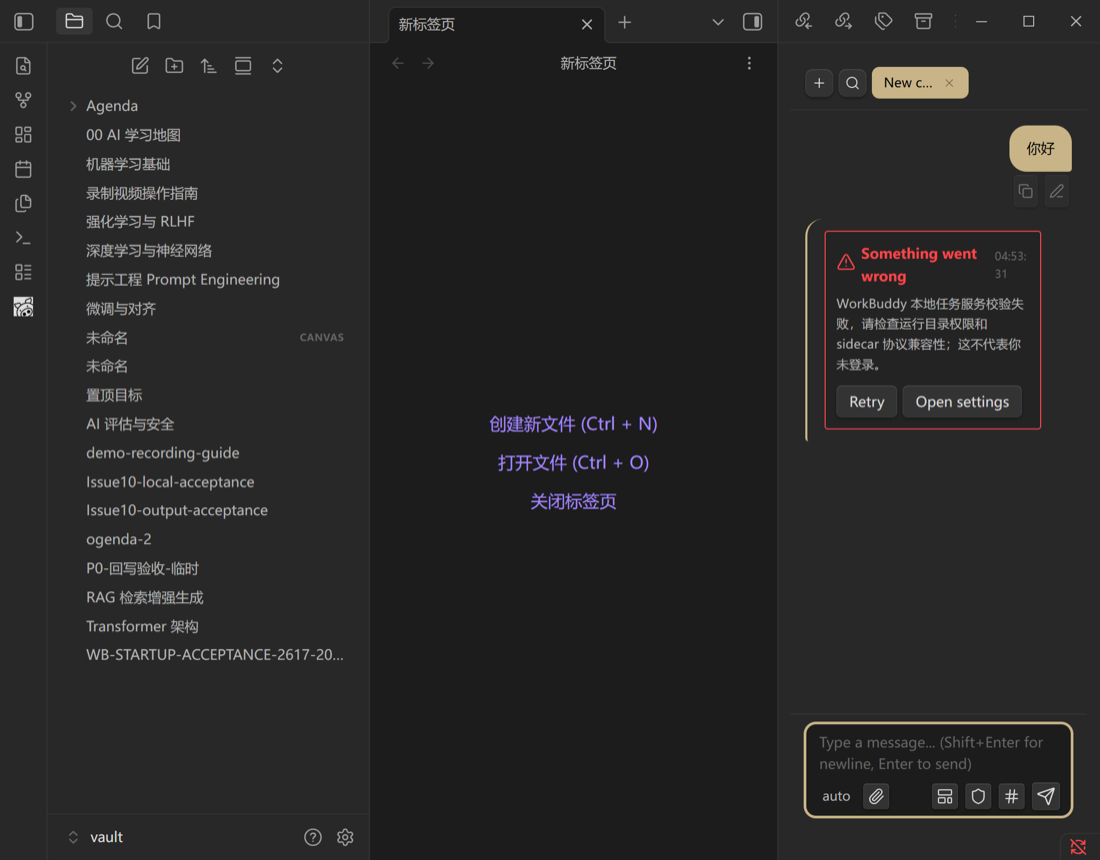 新标签页
新标签页
Agenda
00 AI 学习地图
机器学习基础
录制视频操作指南
强化学习与 RLHF
深度学习与神经网络
提示工程 Prompt Engineering
微调与对齐
未命名 CANVAS
未命名
置顶目标
AI 评估与安全
demo-recording-guide
Issue10-local-acceptance
Issue10-output-acceptance
ogenda-2
P0-回写验收-临时
RAG 检索增强生成
Transformer 架构
WB-STARTUP-ACCEPTANCE-2617-20...
vault
创建新文件 (Ctrl + N)
打开文件 (Ctrl + O)
关闭标签页
New c...
你好
Something went
wrong
04:53:
31
WorkBuddy 本地任务服务校验失
败，请检查运行目录权限和
sidecar 协议兼容性；这不代表你
未登录。
Retry Open settings
Type a message... (Shift+Enter for
newline, Enter to send)
auto